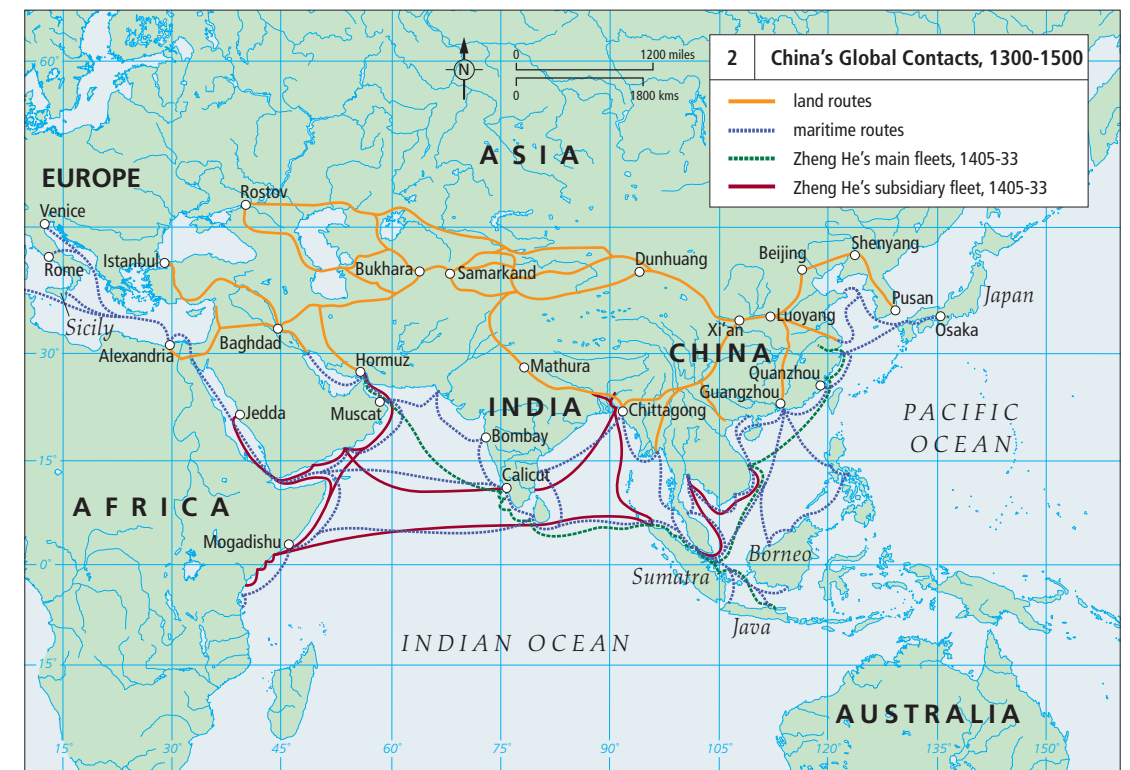 2 China's Global Contacts, 1300-1500
land routes
maritime routes
Zheng He's main fleets, 1405-33
Zheng He's subsidiary fleet, 1405-33
N
0 1200 miles
0 1800 kms
60°
ASIA
EUROPE
Rostov
Venice
Rome
Istanbul
Bukhara
Samarkand
Dunhuang
Beijing
Shenyang
Pusan
Japan
Osaka
Sicily
Baghdad
Xi'an
Luoyang
30°
Alexandria
Hormuz
Mathura
CHINA
Quanzhou
Guangzhou
Jedda
Muscat
INDIA
Chittagong
PACIFIC
OCEAN
Bombay
15°
Calicut
AFRICA
Mogadishu
0°
Borneo
Sumatra
Java
INDIAN OCEAN
15°
AUSTRALIA
15° 30° 45° 60° 75° 90° 105° 120° 135° 150°